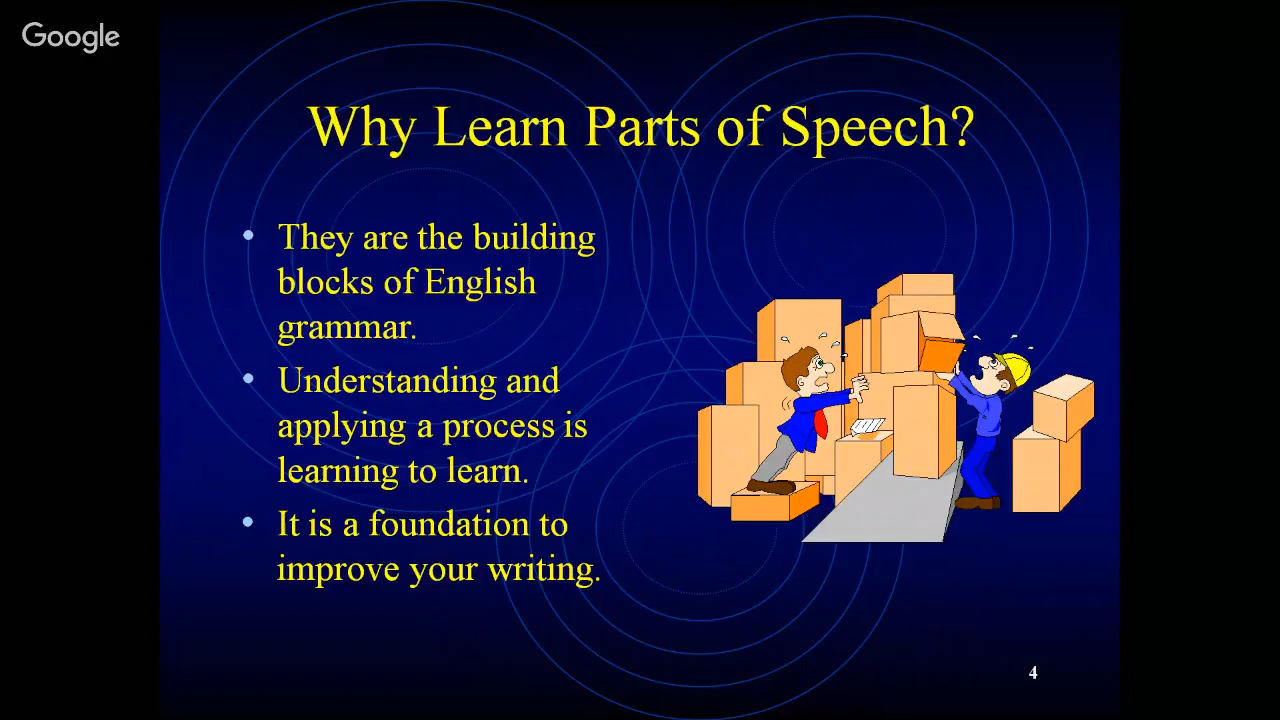 Google
Why Learn Parts of Speech?
• They are the building
blocks of English
grammar.
• Understanding and
applying a process is
learning to learn.
• It is a foundation to
improve your writing.
4